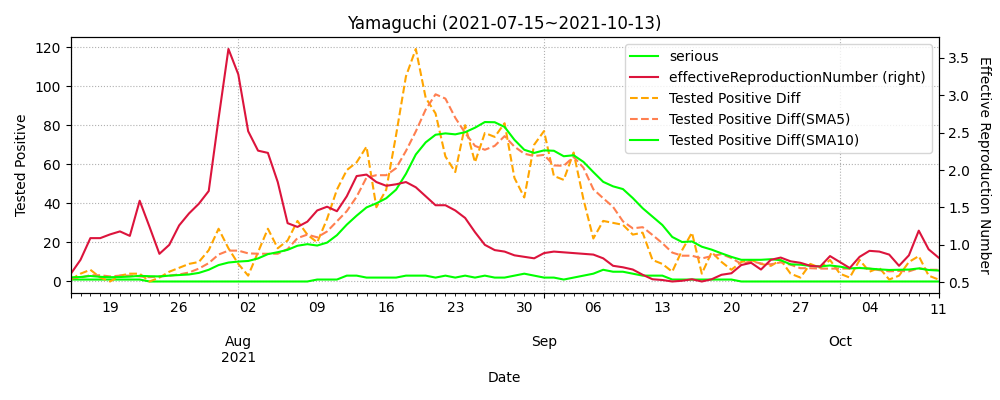 Yamaguchi (2021-07-15~2021-10-13)
Tested Positive
120
100
80
60
40
20
0
serious
effectiveReproductionNumber (right)
Tested Positive Diff
Tested Positive Diff(SMA5)
Tested Positive Diff(SMA10)
3.5
3.0
2.5
2.0
1.5
1.0
0.5
Effective Reproduction Number
19 26 02 09 16 23 30 06 13 20 27 04 11
Aug Sep Oct
2021
Date